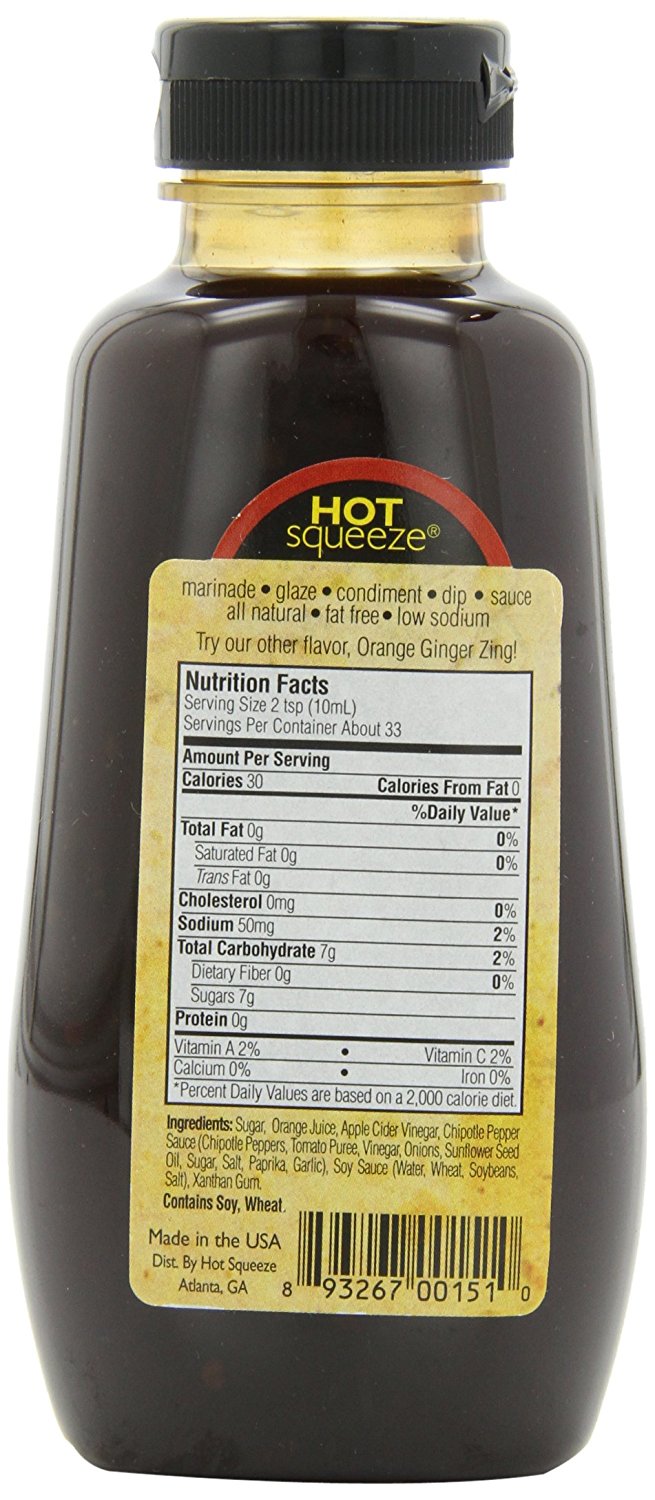 HOT
squeeze®
marinade • glaze • condiment • dip • sauce
all natural • fat free • low sodium
Try our other flavor, Orange Ginger Zing!
Nutrition Facts
Serving Size 2 tsp (10mL)
Servings Per Container About 33
Amount Per Serving
Calories 30 Calories From Fat 0
%Daily Value*
Total Fat 0g 0%
Saturated Fat 0g 0%
Trans Fat 0g
Cholesterol 0mg 0%
Sodium 50mg 2%
Total Carbohydrate 7g 2%
Dietary Fiber 0g 0%
Sugars 7g
Protein 0g
Vitamin A 2% • Vitamin C 2%
Calcium 0% • Iron 0%
*Percent Daily Values are based on a 2,000 calorie diet.
Ingredients: Sugar, Orange Juice, Apple Cider Vinegar, Chipotle Pepper
Sauce (Chipotle Peppers, Tomato Puree, Vinegar, Onions, Sunflower Seed
Oil, Sugar, Salt, Paprika, Garlic), Soy Sauce (Water, Wheat, Soybeans,
Salt), Xanthan Gum.
Contains Soy, Wheat.
Made in the USA
Dist. By Hot Squeeze
Atlanta, GA
8 93267 00151 0